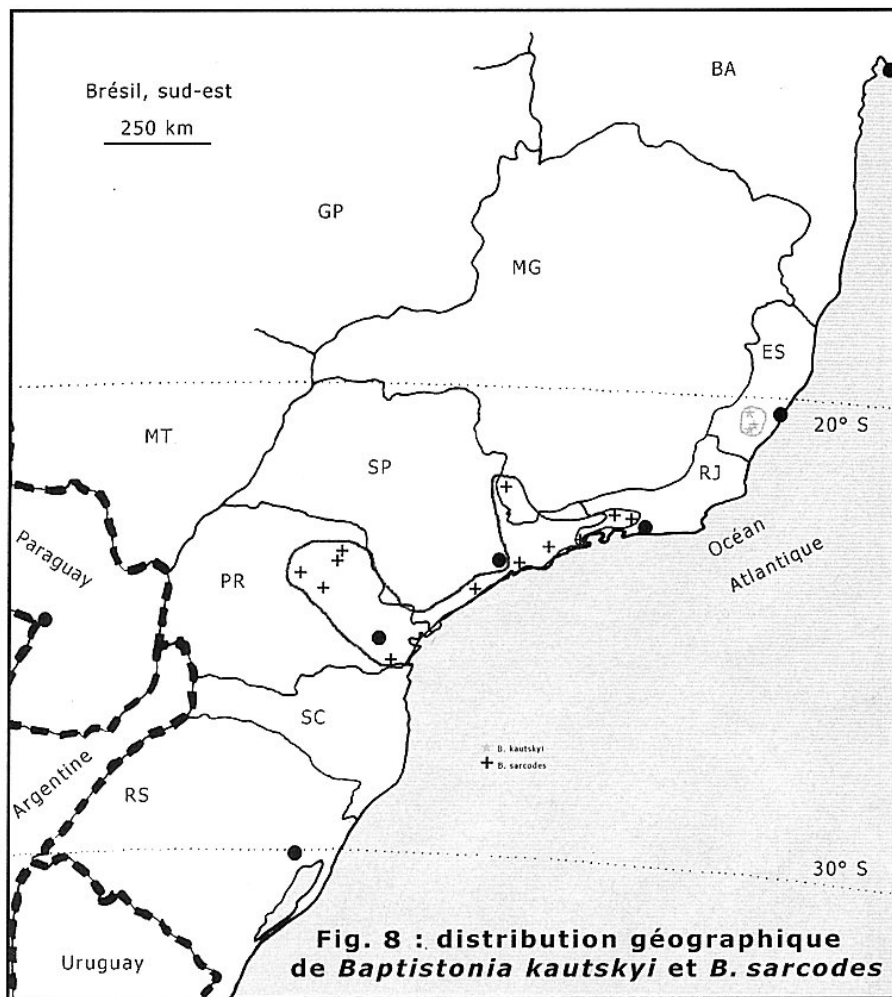 Brésil, sud-est
250 km
BA
GP
MG
ES
MT
20° S
SP
RJ
Océan
Atlantique
Paraguay
PR
SC
B. kautskyi
B. sarcodes
Argentine
RS
30° S
Uruguay
Fig. 8 : distribution géographique
de Baptistonia kautskyi et B. sarcodes